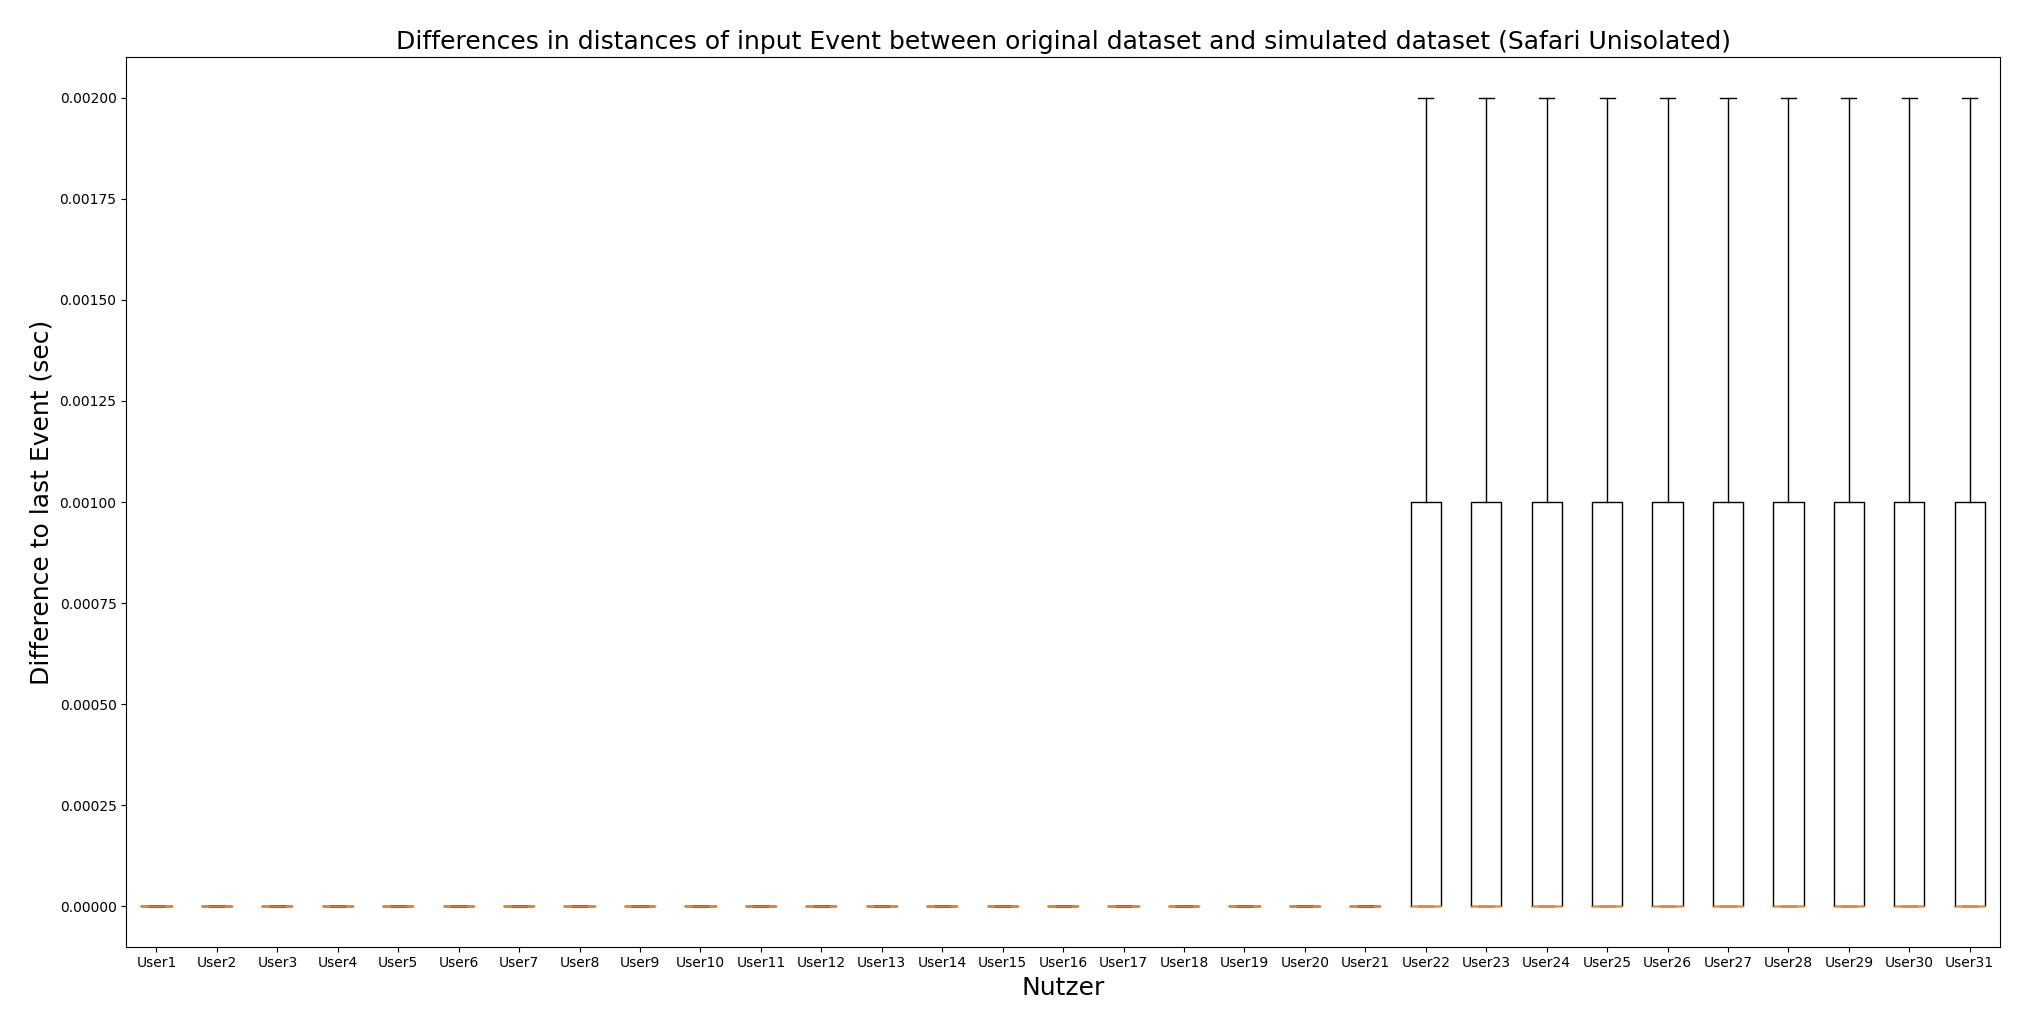 Differences in distances of input Event between original dataset and simulated dataset (Safari Unisolated)
Difference to last Event (sec)
0.00200
0.00175
0.00150
0.00125
0.00100
0.00075
0.00050
0.00025
0.00000
User1 User2 User3 User4 User5 User6 User7 User8 User9 User10 User11 User12 User13 User14 User15 User16 User17 User18 User19 User20 User21 User22 User23 User24 User25 User26 User27 User28 User29 User30 User31
Nutzer